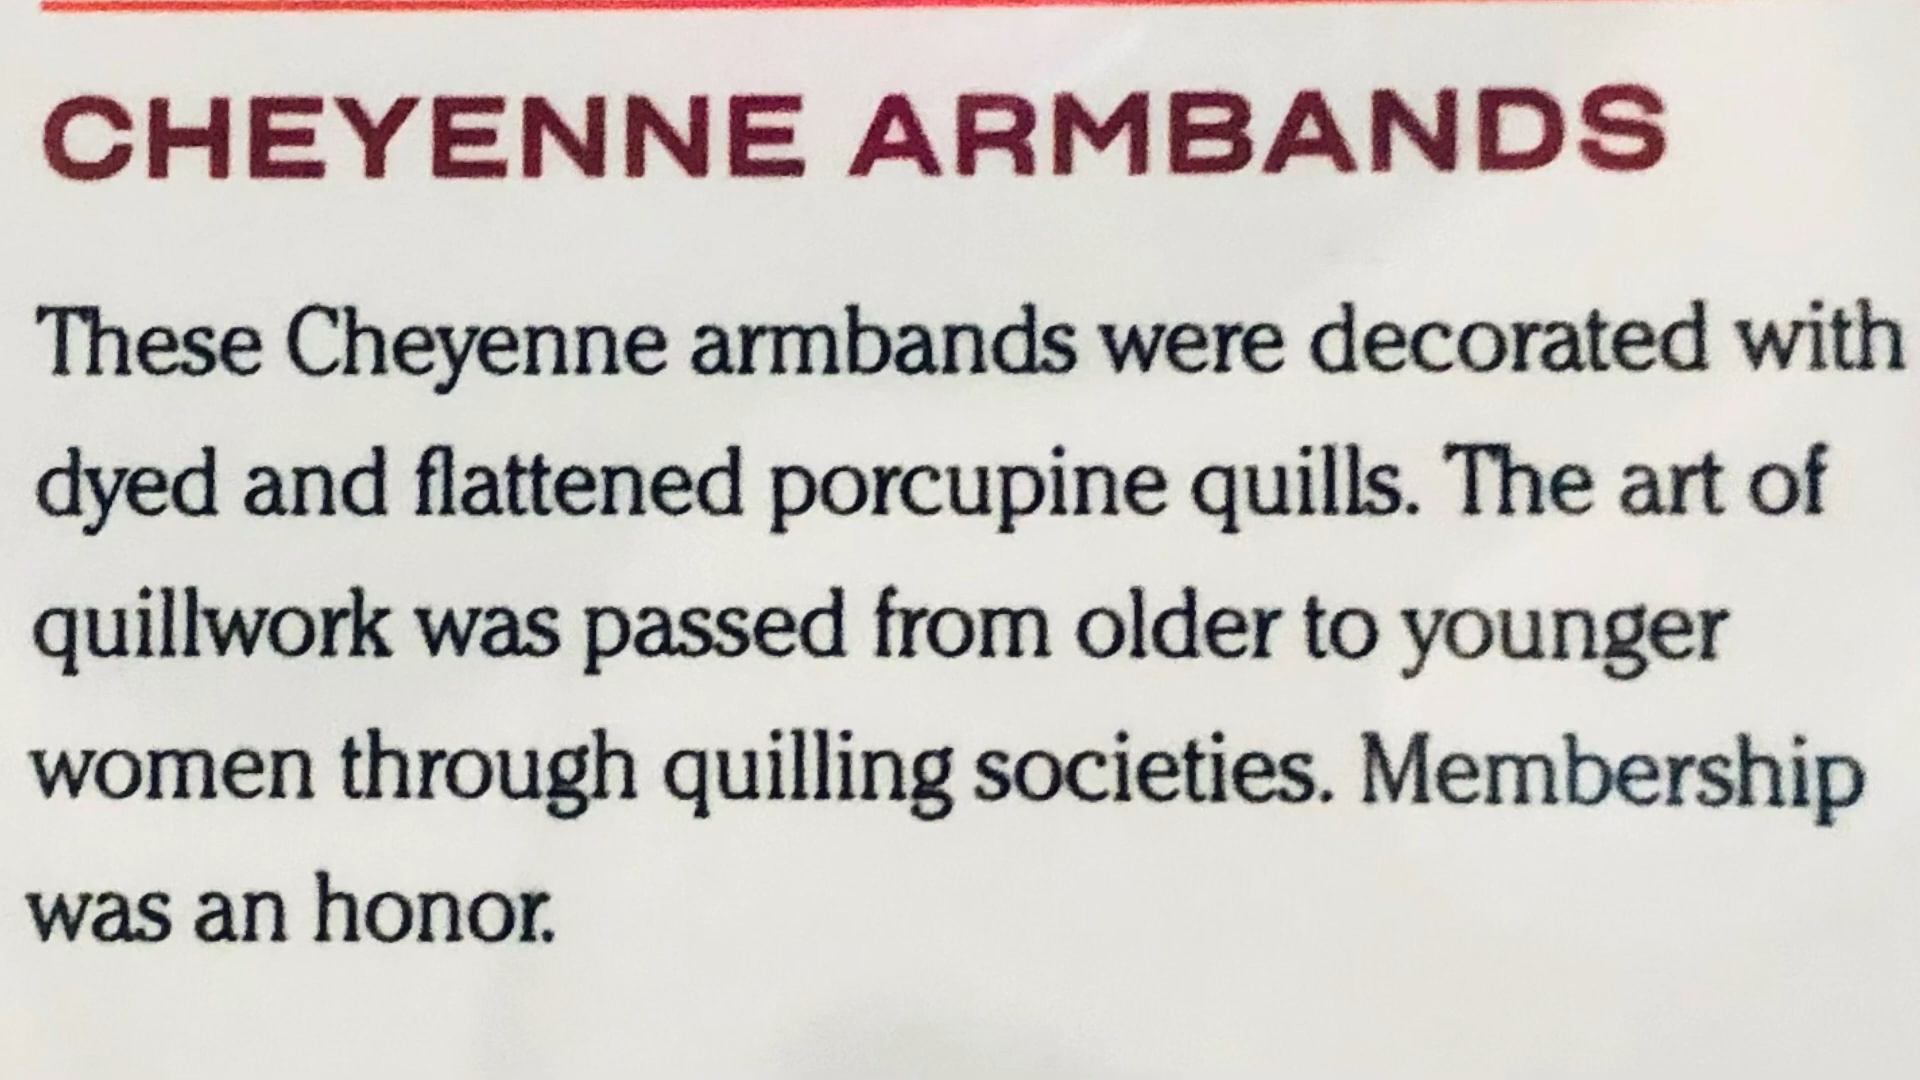 CHEYENNE ARMBANDS
These Cheyenne armbands were decorated with
dyed and flattened porcupine quills. The art of
quillwork was passed from older to younger
women through quilling societies. Membership
was an honor.